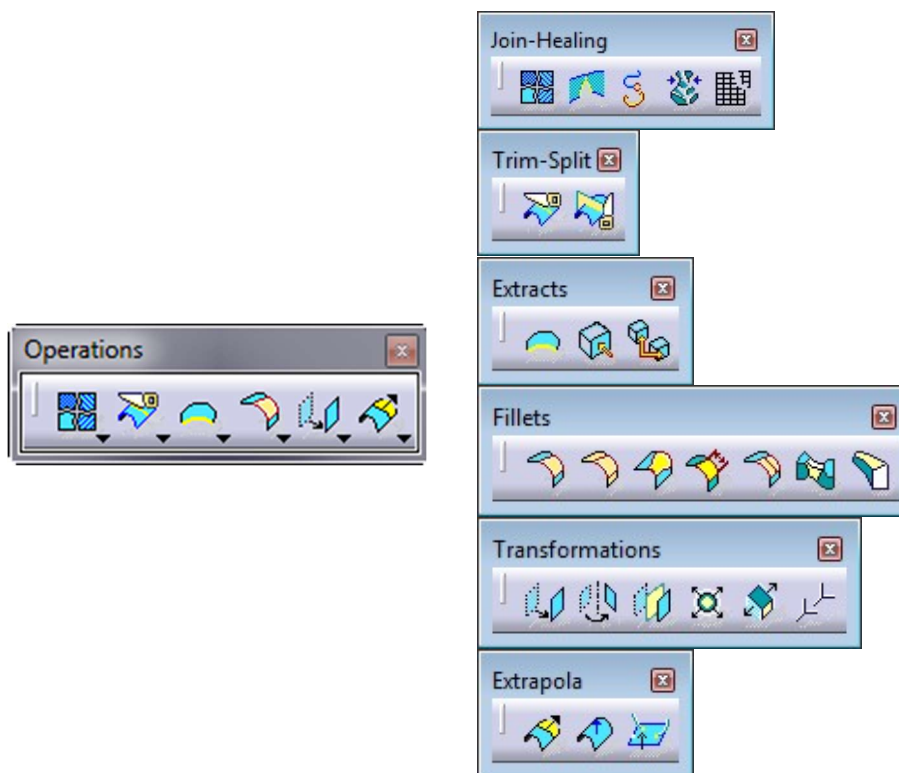 Join-Healing
Trim-Split
Extracts
Operations
Fillets
Transformations
Extrapola